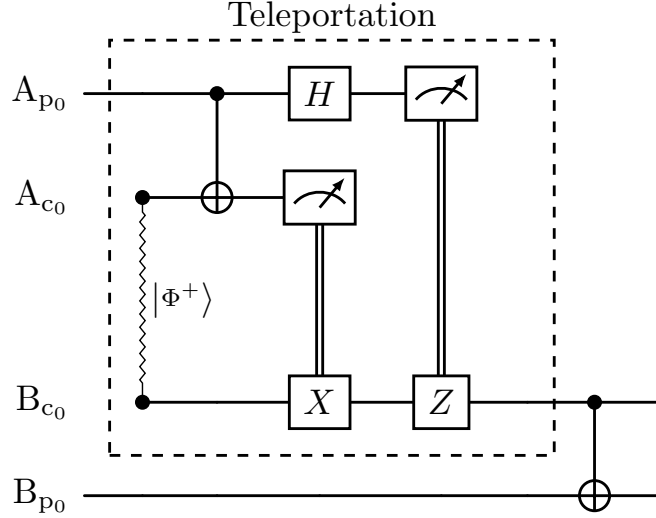 Teleportation
A_{p_0}
H
A_{c_0}
|Φ^+⟩
B_{c_0}
X
Z
B_{p_0}